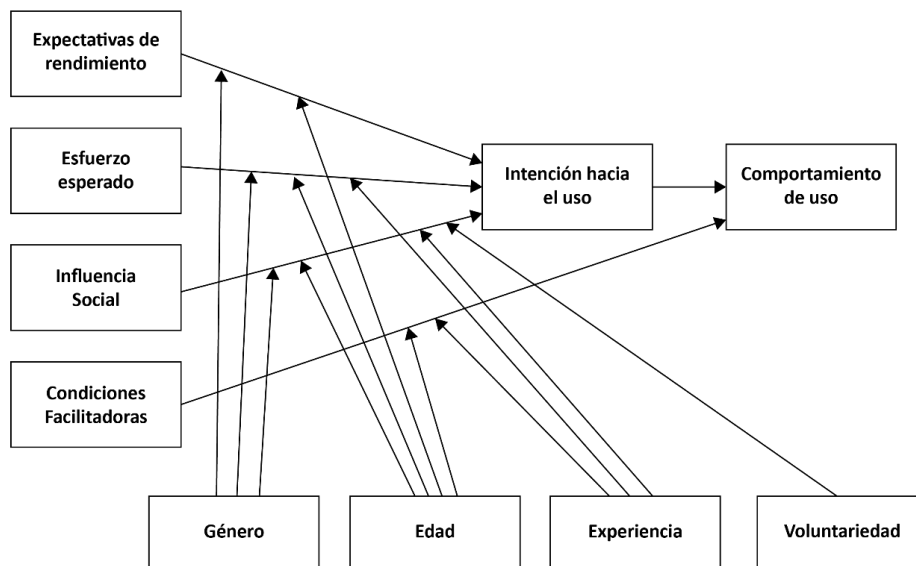 Expectativas de
rendimiento
Esfuerzo
esperado
Intención hacia
el uso
Comportamiento
de uso
Influencia
Social
Condiciones
Facilitadoras
Género
Edad
Experiencia
Voluntariedad